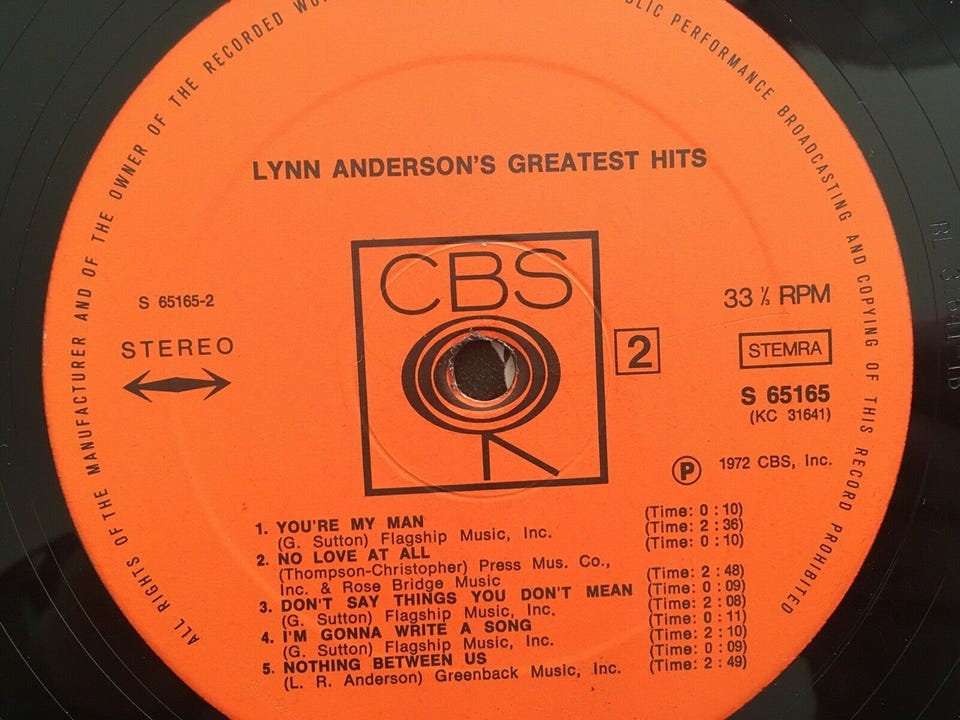 ALL RIGHTS OF THE MANUFACTURER AND OF THE OWNER OF THE RECORDED
PERFORMANCE BROADCASTING AND COPYING OF THIS RECORD PROHIBITED
LYNN ANDERSON'S GREATEST HITS
CBS
S 65165-2
STEREO
2
33 ⅓ RPM
STEMRA
S 65165
(KC 31641)
Ⓟ 1972 CBS, Inc.
(Time: 0 : 10)
1. YOU'RE MY MAN (Time: 2 : 36)
(G. Sutton) Flagship Music, Inc. (Time: 0 : 10)
2. NO LOVE AT ALL
(Thompson-Christopher) Press Mus. Co.,
Inc. & Rose Bridge Music (Time: 2 : 48)
(Time: 0 : 09)
3. DON'T SAY THINGS YOU DON'T MEAN (Time: 2 : 08)
(G. Sutton) Flagship Music, Inc. (Time: 0 : 11)
4. I'M GONNA WRITE A SONG (Time: 2 : 10)
(G. Sutton) Flagship Music, Inc. (Time: 0 : 09)
5. NOTHING BETWEEN US (Time: 2 : 49)
(L. R. Anderson) Greenback Music, Inc.